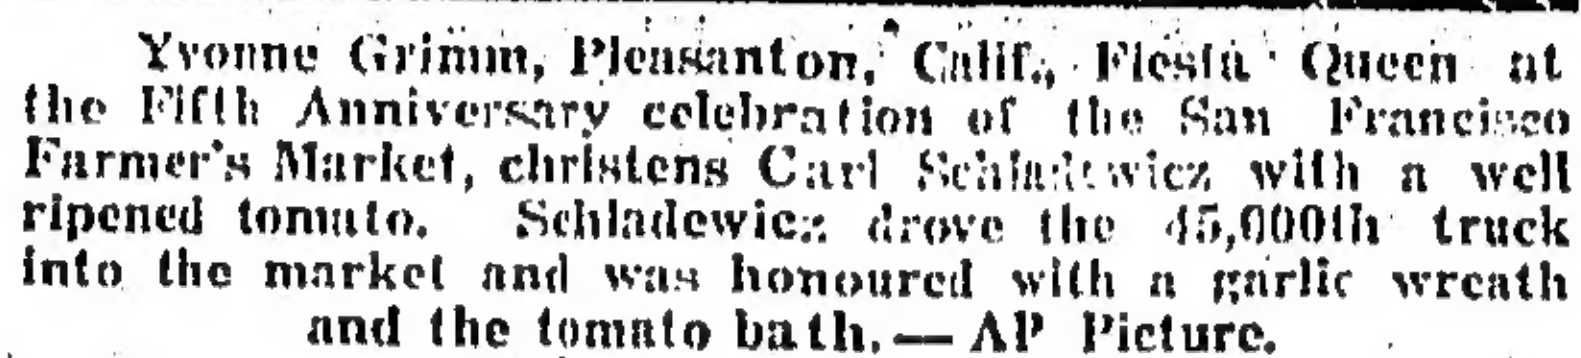 Yvonne Grimm, Pleasanton, Calif., Fiesta Queen at
the Fifth Anniversary celebration of the San Francisco
Farmer's Market, christens Carl Schladewicz with a well
ripened tomato. Schladewicz drove the 45,000th truck
into the market and was honoured with a garlic wreath
and the tomato bath.— AP Picture.